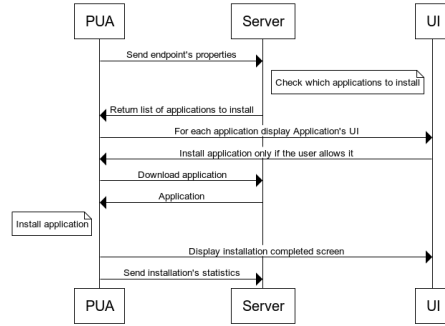 PUA
Server
UI
Send endpoint's properties
Check which applications to install
Return list of applications to install
For each application display Application's UI
Install application only if the user allows it
Download application
Application
Install application
Display installation completed screen
Send installation's statistics
PUA
Server
UI